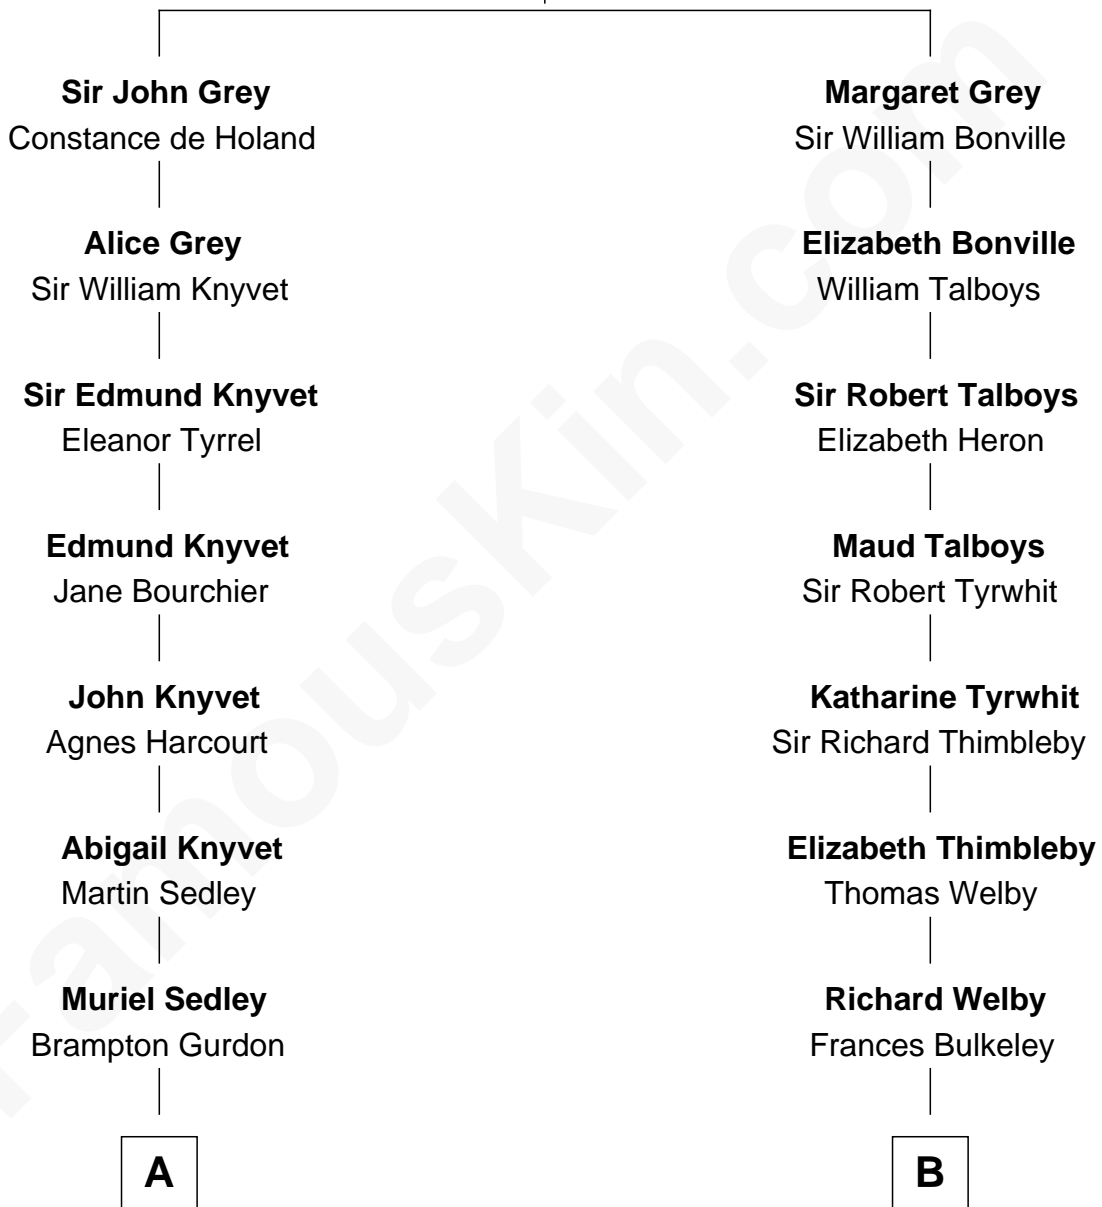 Sir John Grey
Constance de Holand
Alice Grey
Sir William Knyvet
Sir Edmund Knyvet
Eleanor Tyrrel
Edmund Knyvet
Jane Bourchier
John Knyvet
Agnes Harcourt
Abigail Knyvet
Martin Sedley
Muriel Sedley
Brampton Gurdon
A
Margaret Grey
Sir William Bonville
Elizabeth Bonville
William Talboys
Sir Robert Talboys
Elizabeth Heron
Maud Talboys
Sir Robert Tyrwhit
Katharine Tyrwhit
Sir Richard Thimbleby
Elizabeth Thimbleby
Thomas Welby
Richard Welby
Frances Bulkeley
B
FamousKin.com